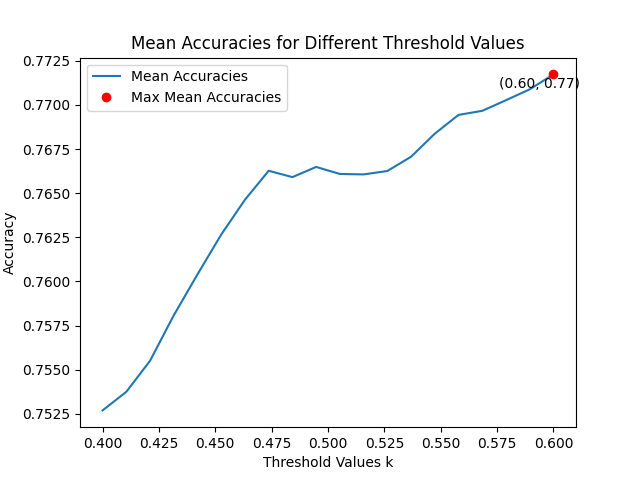 Mean Accuracies for Different Threshold Values
Mean Accuracies
Max Mean Accuracies
(0.60, 0.77)
0.7725
0.7700
0.7675
0.7650
0.7625
0.7600
0.7575
0.7550
0.7525
Accuracy
0.400 0.425 0.450 0.475 0.500 0.525 0.550 0.575 0.600
Threshold Values k